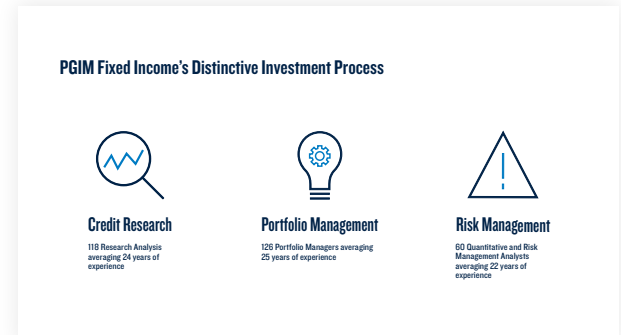 PGIM Fixed Income's Distinctive Investment Process
Credit Research
118 Research Analysis
averaging 24 years of
experience
Portfolio Management
126 Portfolio Managers averaging
25 years of experience
Risk Management
60 Quantitative and Risk
Management Analysts
averaging 22 years of
experience